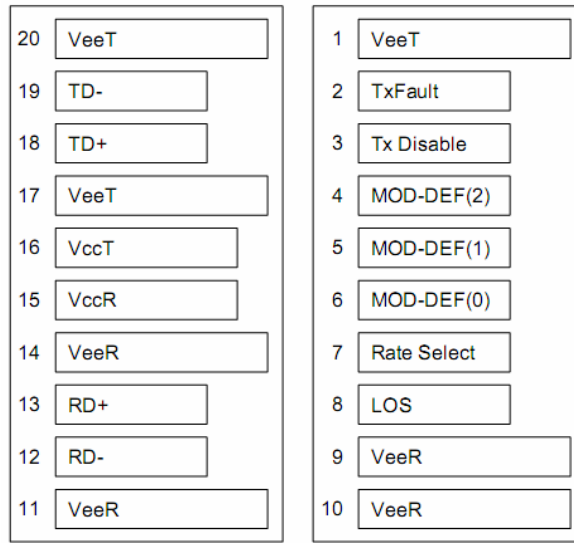 20 VeeT
19 TD-
18 TD+
17 VeeT
16 VccT
15 VccR
14 VeeR
13 RD+
12 RD-
11 VeeR
1 VeeT
2 TxFault
3 Tx Disable
4 MOD-DEF(2)
5 MOD-DEF(1)
6 MOD-DEF(0)
7 Rate Select
8 LOS
9 VeeR
10 VeeR